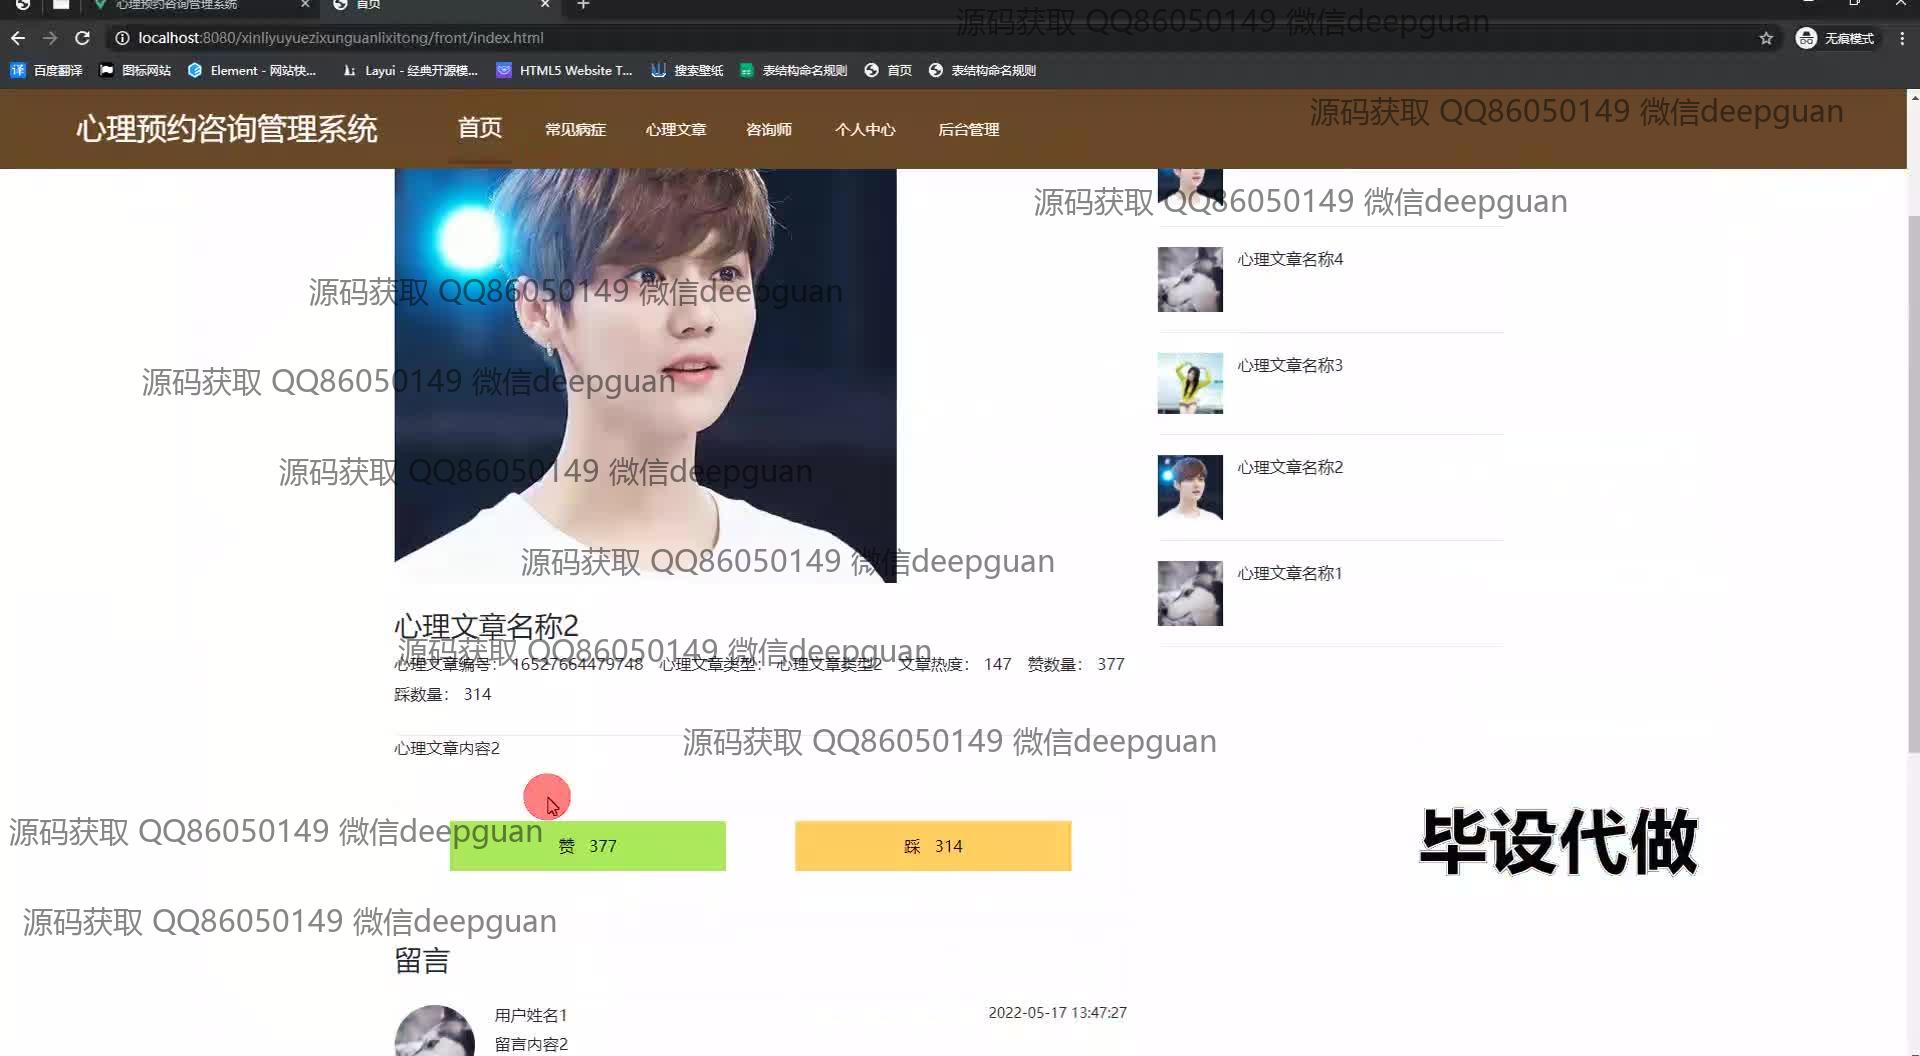 心理预约咨询管理系统
首页
源码获取 QQ86050149 微信deepguan
localhost:8080/xinliyuyuezixunguanlixitong/front/index.html
无痕模式
百度翻译 图标网站 Element - 网站快... Layui - 经典开源模... HTML5 Website T... 搜索壁纸 表结构命名规则 首页 表结构命名规则
源码获取 QQ86050149 微信deepguan
心理预约咨询管理系统 首页 常见病症 心理文章 咨询师 个人中心 后台管理
源码获取 QQ86050149 微信deepguan
心理文章名称4
源码获取 QQ86050149 微信deepguan
心理文章名称3
源码获取 QQ86050149 微信deepguan
心理文章名称2
源码获取 QQ86050149 微信deepguan
源码获取 QQ86050149 微信deepguan
心理文章名称1
心理文章名称2
源码获取 QQ86050149 微信deepguan
心理文章编号： 16527664479748 心理文章类型： 心理文章类型2 文章热度： 147 赞数量： 377
踩数量： 314
源码获取 QQ86050149 微信deepguan
心理文章内容2
源码获取 QQ86050149 微信deepguan
赞 377
踩 314
毕设代做
源码获取 QQ86050149 微信deepguan
留言
用户姓名1
2022-05-17 13:47:27
留言内容2